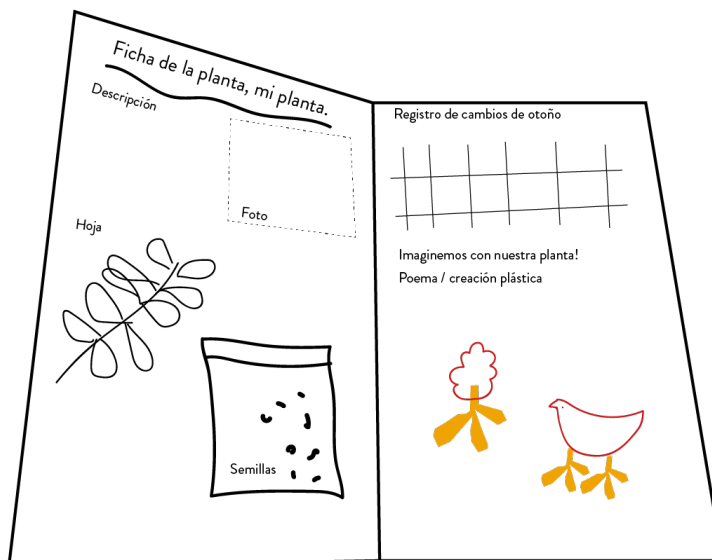 Ficha de la planta, mi planta.
Descripción
Foto
Hoja
Semillas
Registro de cambios de otoño
Imaginemos con nuestra planta!
Poema / creación plástica